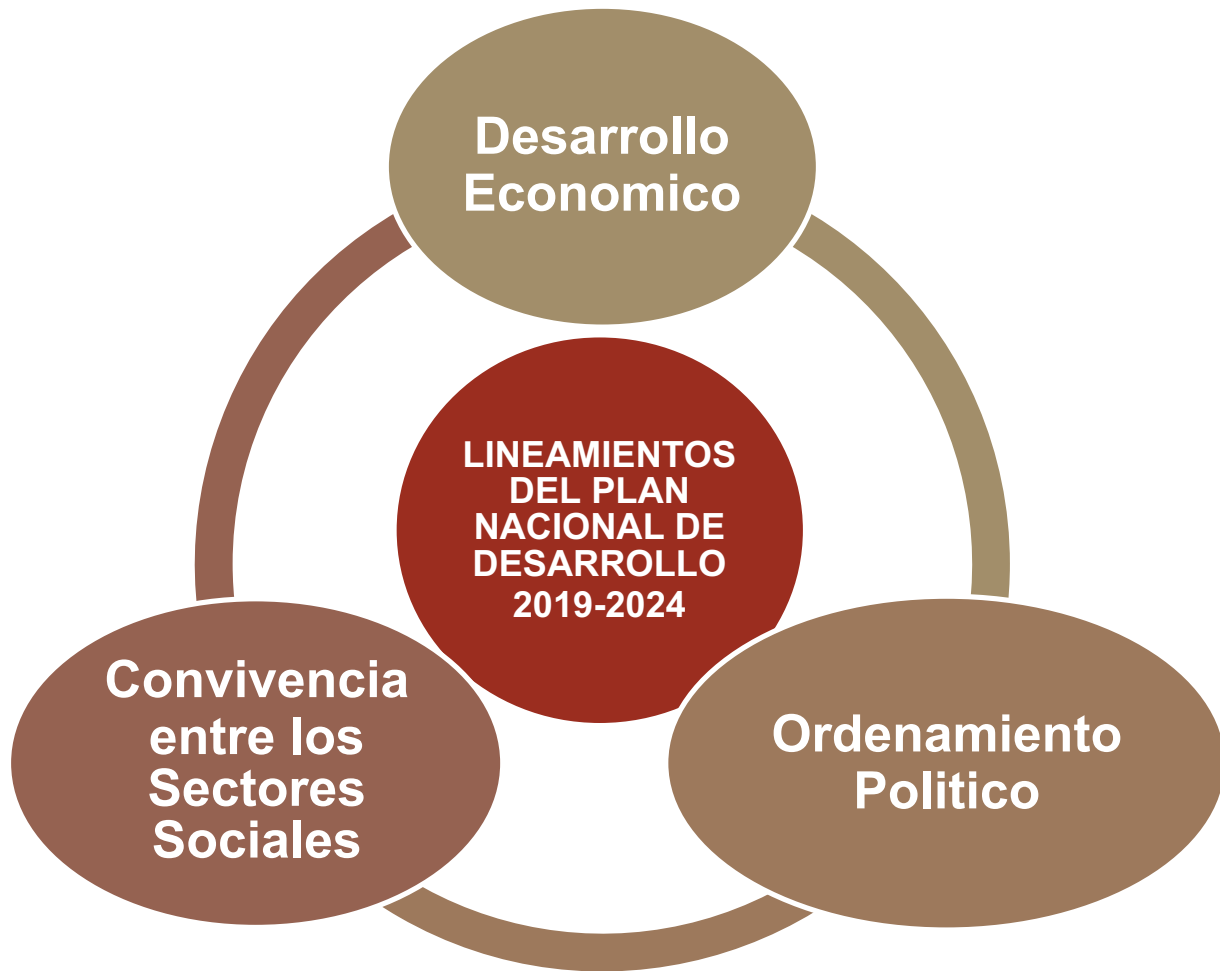 Desarrollo
Economico
LINEAMIENTOS
DEL PLAN
NACIONAL DE
DESARROLLO
2019-2024
Convivencia
entre los
Sectores
Sociales
Ordenamiento
Politico